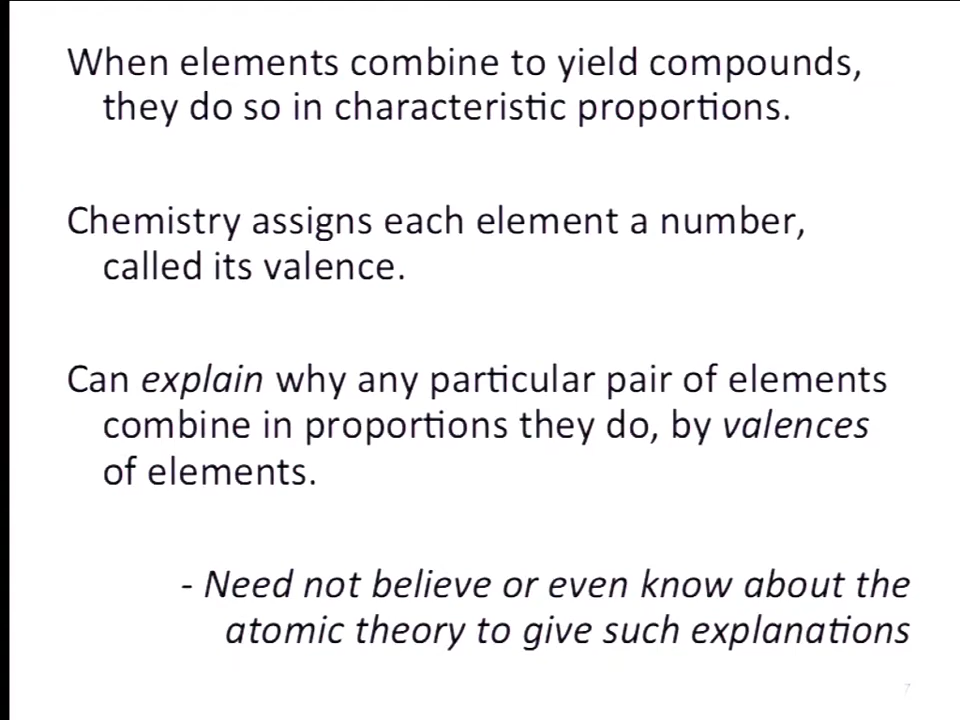 When elements combine to yield compounds,
they do so in characteristic proportions.
Chemistry assigns each element a number,
called its valence.
Can explain why any particular pair of elements
combine in proportions they do, by valences
of elements.
- Need not believe or even know about the
atomic theory to give such explanations
7